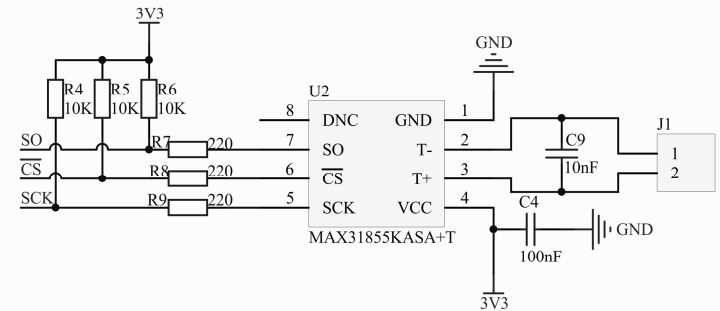 3V3
GND
R4 R5 R6
10K 10K 10K
U2
8 DNC GND 1
SO R7 220 7 SO T- 2
CS R8 220 6 CS T+ 3
SCK R9 220 5 SCK VCC 4
MAX31855KASA+T
C9
10nF
J1
1
2
C4
100nF
GND
3V3